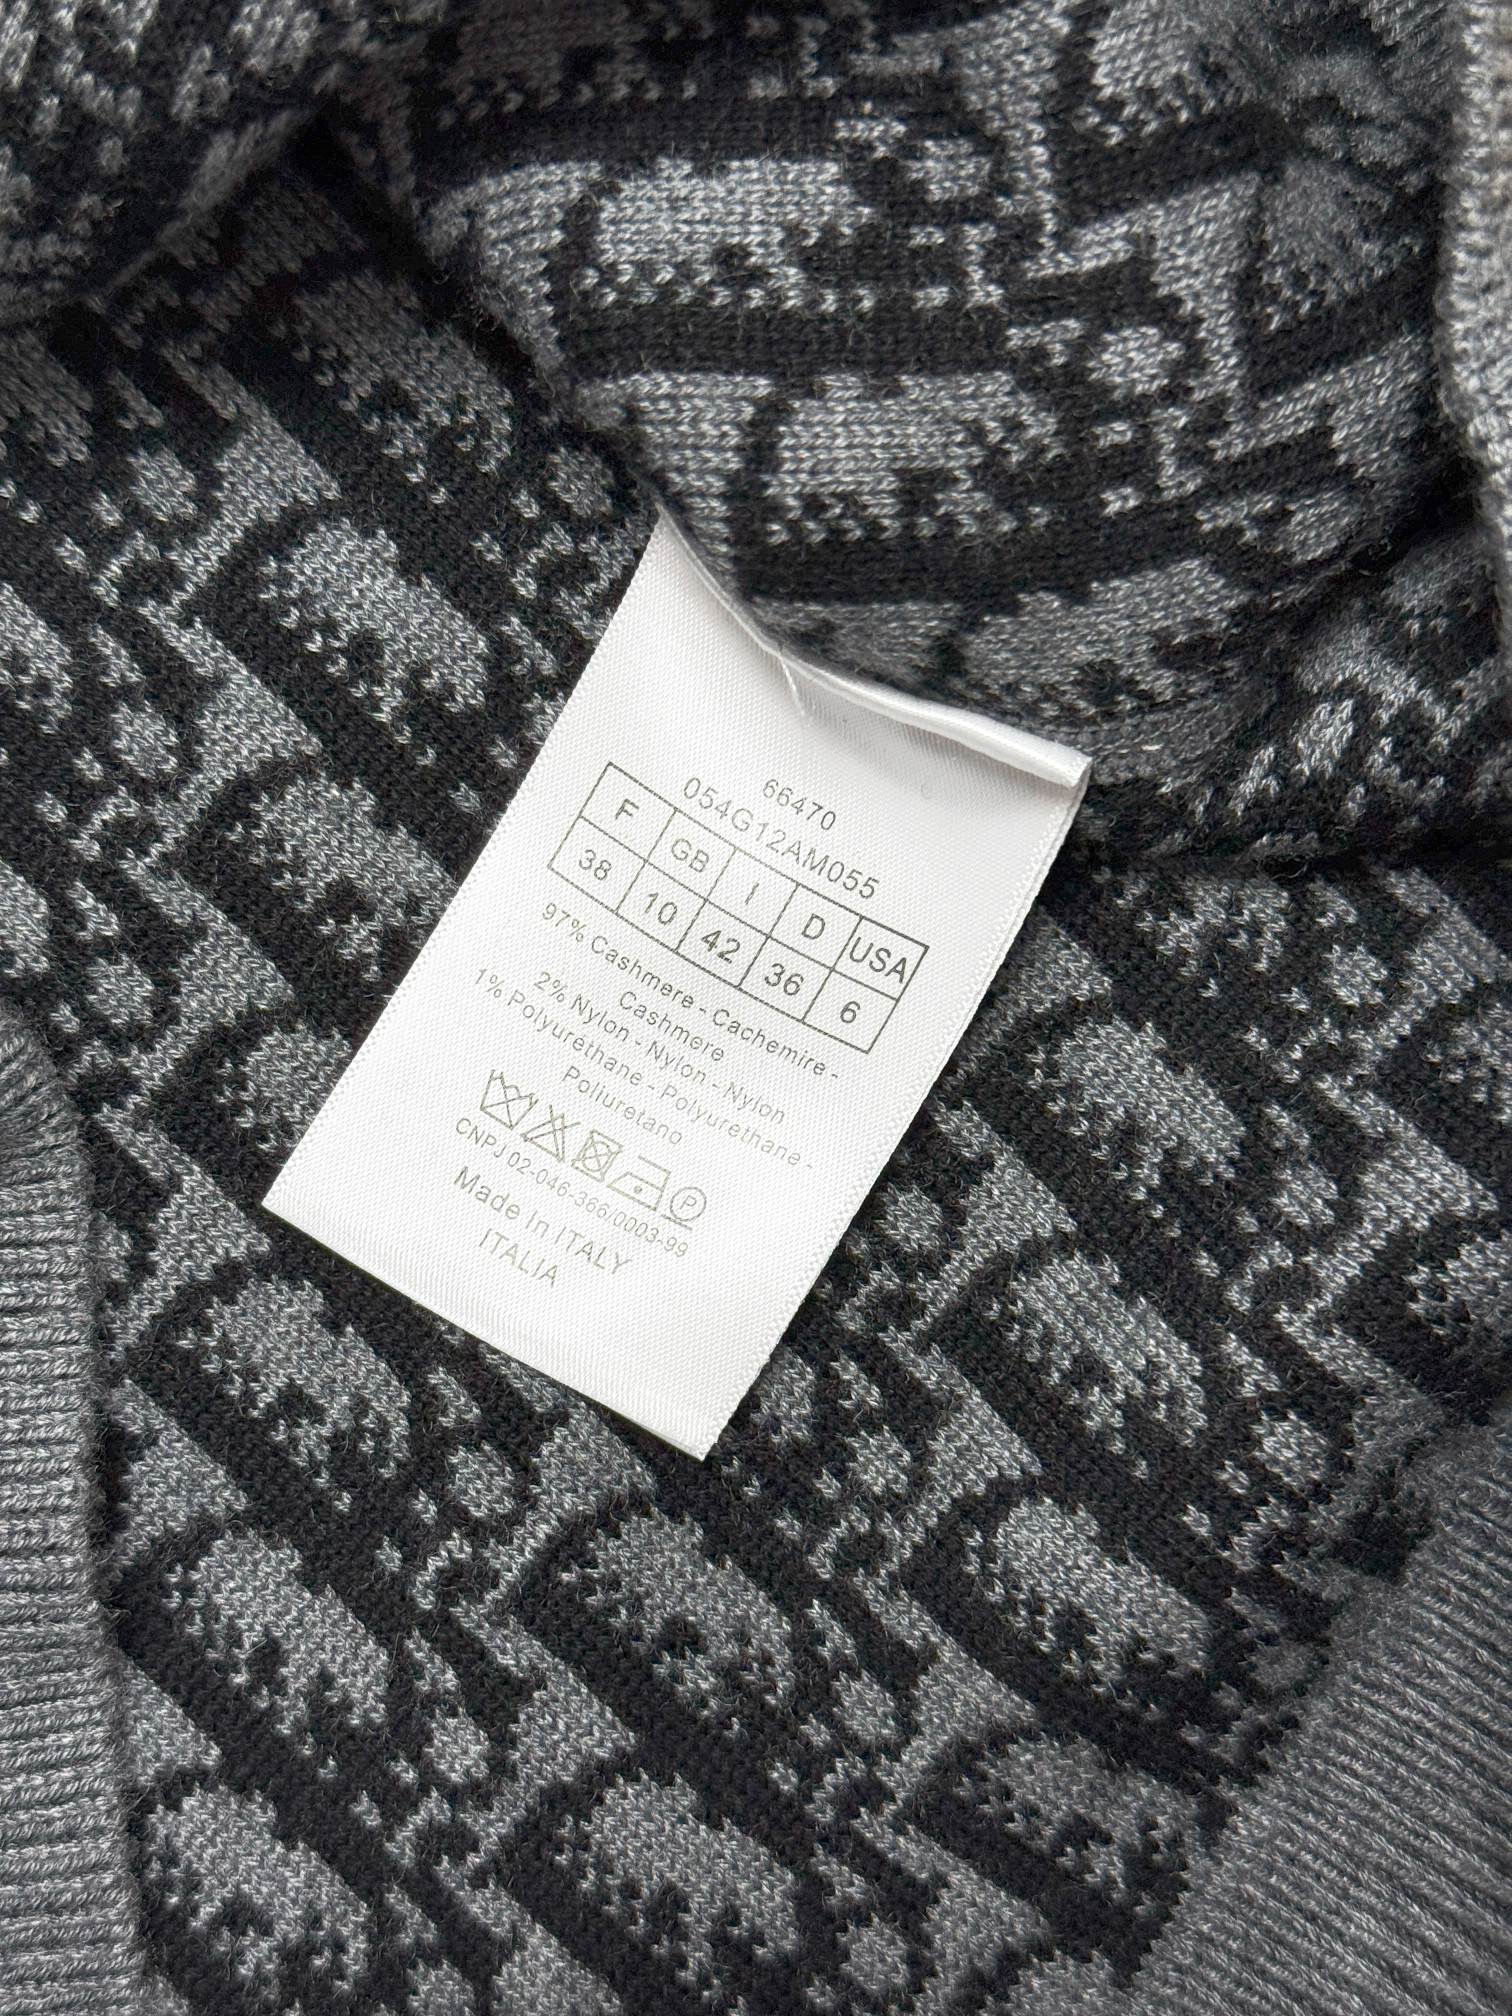 66470
054G12AM055
F GB I D USA
38 10 42 36 6
97% Cashmere - Cachemire -
Cashmere
2% Nylon - Nylon - Nylon
1% Polyuréthane - Polyurethane -
Poliuretano
P
CNPJ 02-046-366/0003-99
Made In ITALY
ITALIA